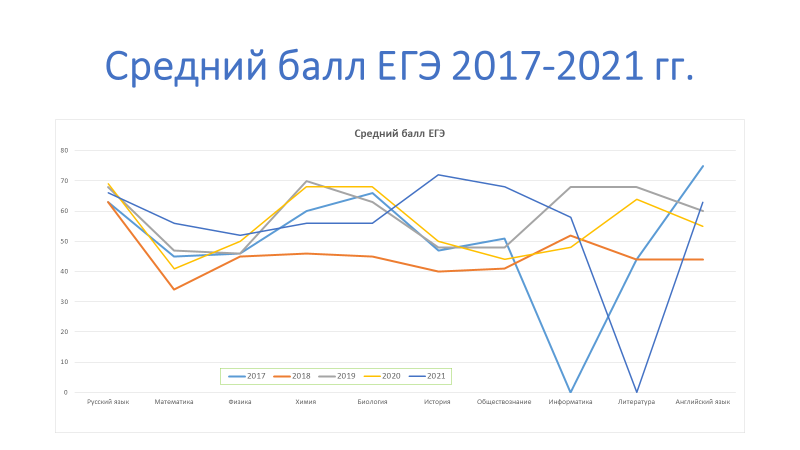 Средний балл ЕГЭ 2017-2021 гг.
Средний балл ЕГЭ
80
70
60
50
40
30
20
10
0
2017 2018 2019 2020 2021
Русский язык Математика Физика Химия Биология История Обществознание Информатика Литература Английский язык